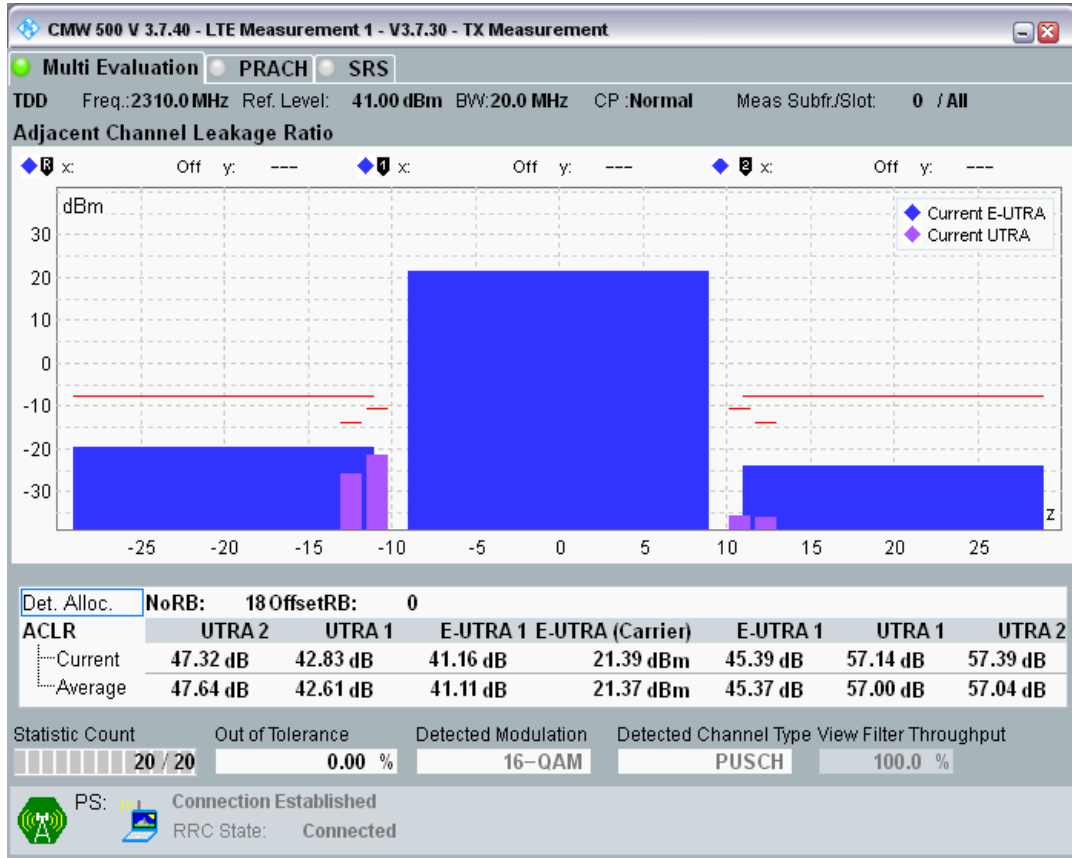 CMW 500 V 3.7.40 - LTE Measurement 1 - V3.7.30 - TX Measurement
Multi Evaluation PRACH SRS
TDD Freq.:2310.0 MHz Ref. Level: 41.00 dBm BW:20.0 MHz CP :Normal Meas Subfr./Slot: 0 / All
Adjacent Channel Leakage Ratio
R x: Off y: --- 1 x: Off y: --- 2 x: Off y: ---
dBm
Current E-UTRA
Current UTRA
30
20
10
0
-10
-20
-30
z
-25 -20 -15 -10 -5 0 5 10 15 20 25
Det. Alloc. NoRB: 18 OffsetRB: 0
ACLR UTRA 2 UTRA 1 E-UTRA 1 E-UTRA (Carrier) E-UTRA 1 UTRA 1 UTRA 2
Current 47.32 dB 42.83 dB 41.16 dB 21.39 dBm 45.39 dB 57.14 dB 57.39 dB
Average 47.64 dB 42.61 dB 41.11 dB 21.37 dBm 45.37 dB 57.00 dB 57.04 dB
Statistic Count Out of Tolerance Detected Modulation Detected Channel Type View Filter Throughput
20 / 20 0.00 % 16-QAM PUSCH 100.0 %
PS: Connection Established
RRC State: Connected